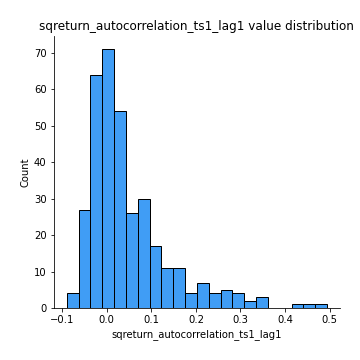 sqreturn_autocorrelation_ts1_lag1 value distribution
70
60
50
40
30
20
10
0
Count
−0.1 0.0 0.1 0.2 0.3 0.4 0.5
sqreturn_autocorrelation_ts1_lag1